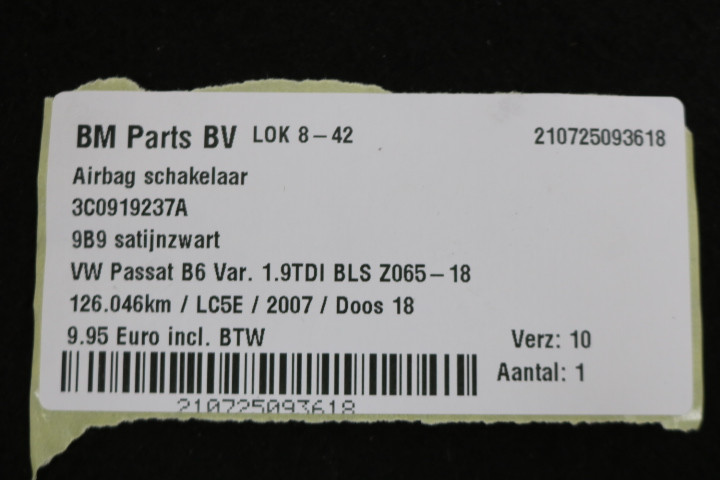 BM Parts BV LOK 8-42 210725093618
Airbag schakelaar
3C0919237A
9B9 satijnzwart
VW Passat B6 Var. 1.9TDI BLS Z065-18
126.046km / LC5E / 2007 / Doos 18
9.95 Euro incl. BTW Verz: 10
Aantal: 1
210725093618